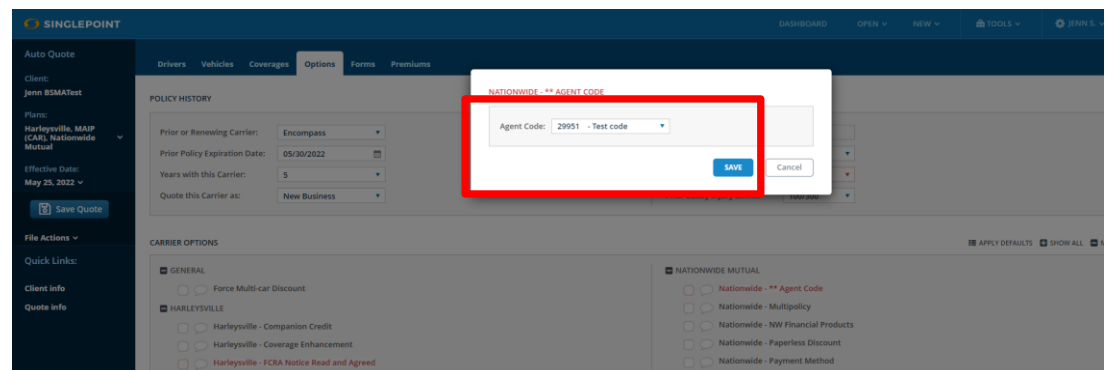 SINGLEPOINT
DASHBOARD OPEN NEW TOOLS JENN S.
Auto Quote
Client:
Jenn BSMATest
Plans:
Harleysville, MAIP
(CAR), Nationwide
Mutual
Effective Date:
May 25, 2022
Save Quote
File Actions
Quick Links:
Client info
Quote info
Drivers Vehicles Coverages Options Forms Premiums
POLICY HISTORY
Prior or Renewing Carrier: Encompass
Prior Policy Expiration Date: 05/30/2022
Years with this Carrier: 5
Quote this Carrier as: New Business
NATIONWIDE - ** AGENT CODE
Agent Code: 29951 - Test code
SAVE Cancel
100/300
CARRIER OPTIONS
APPLY DEFAULTS SHOW ALL
GENERAL
Force Multi-car Discount
HARLEYSVILLE
Harleysville - Companion Credit
Harleysville - Coverage Enhancement
Harleysville - FCRA Notice Read and Agreed
NATIONWIDE MUTUAL
Nationwide - ** Agent Code
Nationwide - Multipolicy
Nationwide - NW Financial Products
Nationwide - Paperless Discount
Nationwide - Payment Method